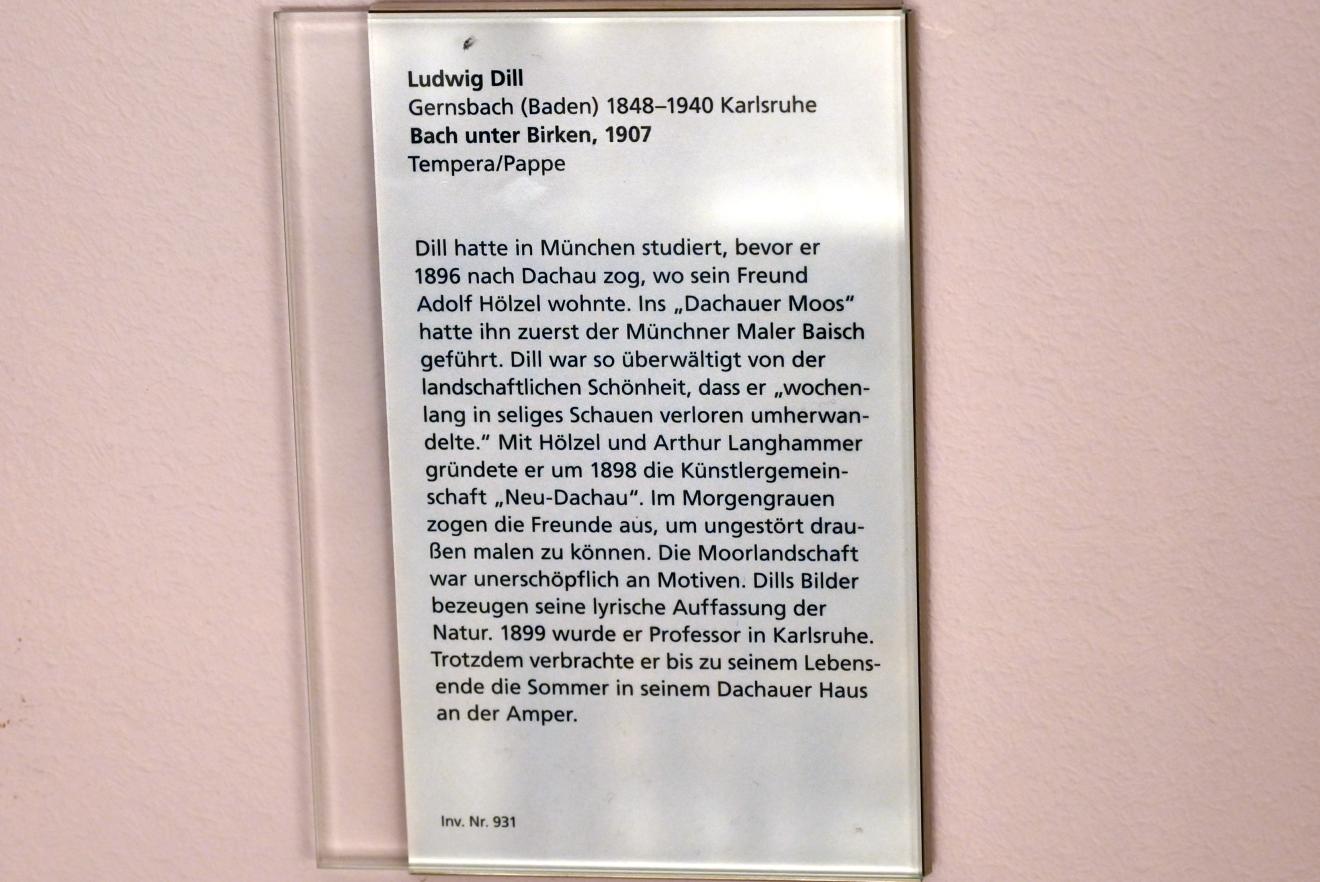 Ludwig Dill
Gernsbach (Baden) 1848–1940 Karlsruhe
Bach unter Birken, 1907
Tempera/Pappe
Dill hatte in München studiert, bevor er
1896 nach Dachau zog, wo sein Freund
Adolf Hölzel wohnte. Ins „Dachauer Moos“
hatte ihn zuerst der Münchner Maler Baisch
geführt. Dill war so überwältigt von der
landschaftlichen Schönheit, dass er „wochen-
lang in seliges Schauen verloren umherwan-
delte.“ Mit Hölzel und Arthur Langhammer
gründete er um 1898 die Künstlergemein-
schaft „Neu-Dachau“. Im Morgengrauen
zogen die Freunde aus, um ungestört drau-
ßen malen zu können. Die Moorlandschaft
war unerschöpflich an Motiven. Dills Bilder
bezeugen seine lyrische Auffassung der
Natur. 1899 wurde er Professor in Karlsruhe.
Trotzdem verbrachte er bis zu seinem Lebens-
ende die Sommer in seinem Dachauer Haus
an der Amper.
Inv. Nr. 931